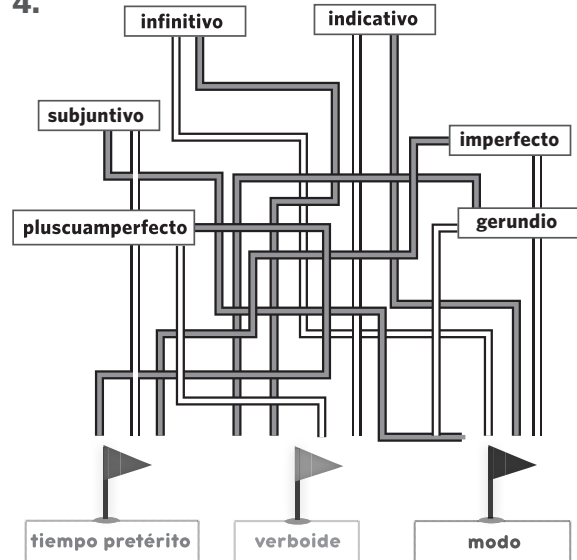 4.
infinitivo
indicativo
subjuntivo
imperfecto
pluscuamperfecto
gerundio
tiempo pretérito
verboide
modo